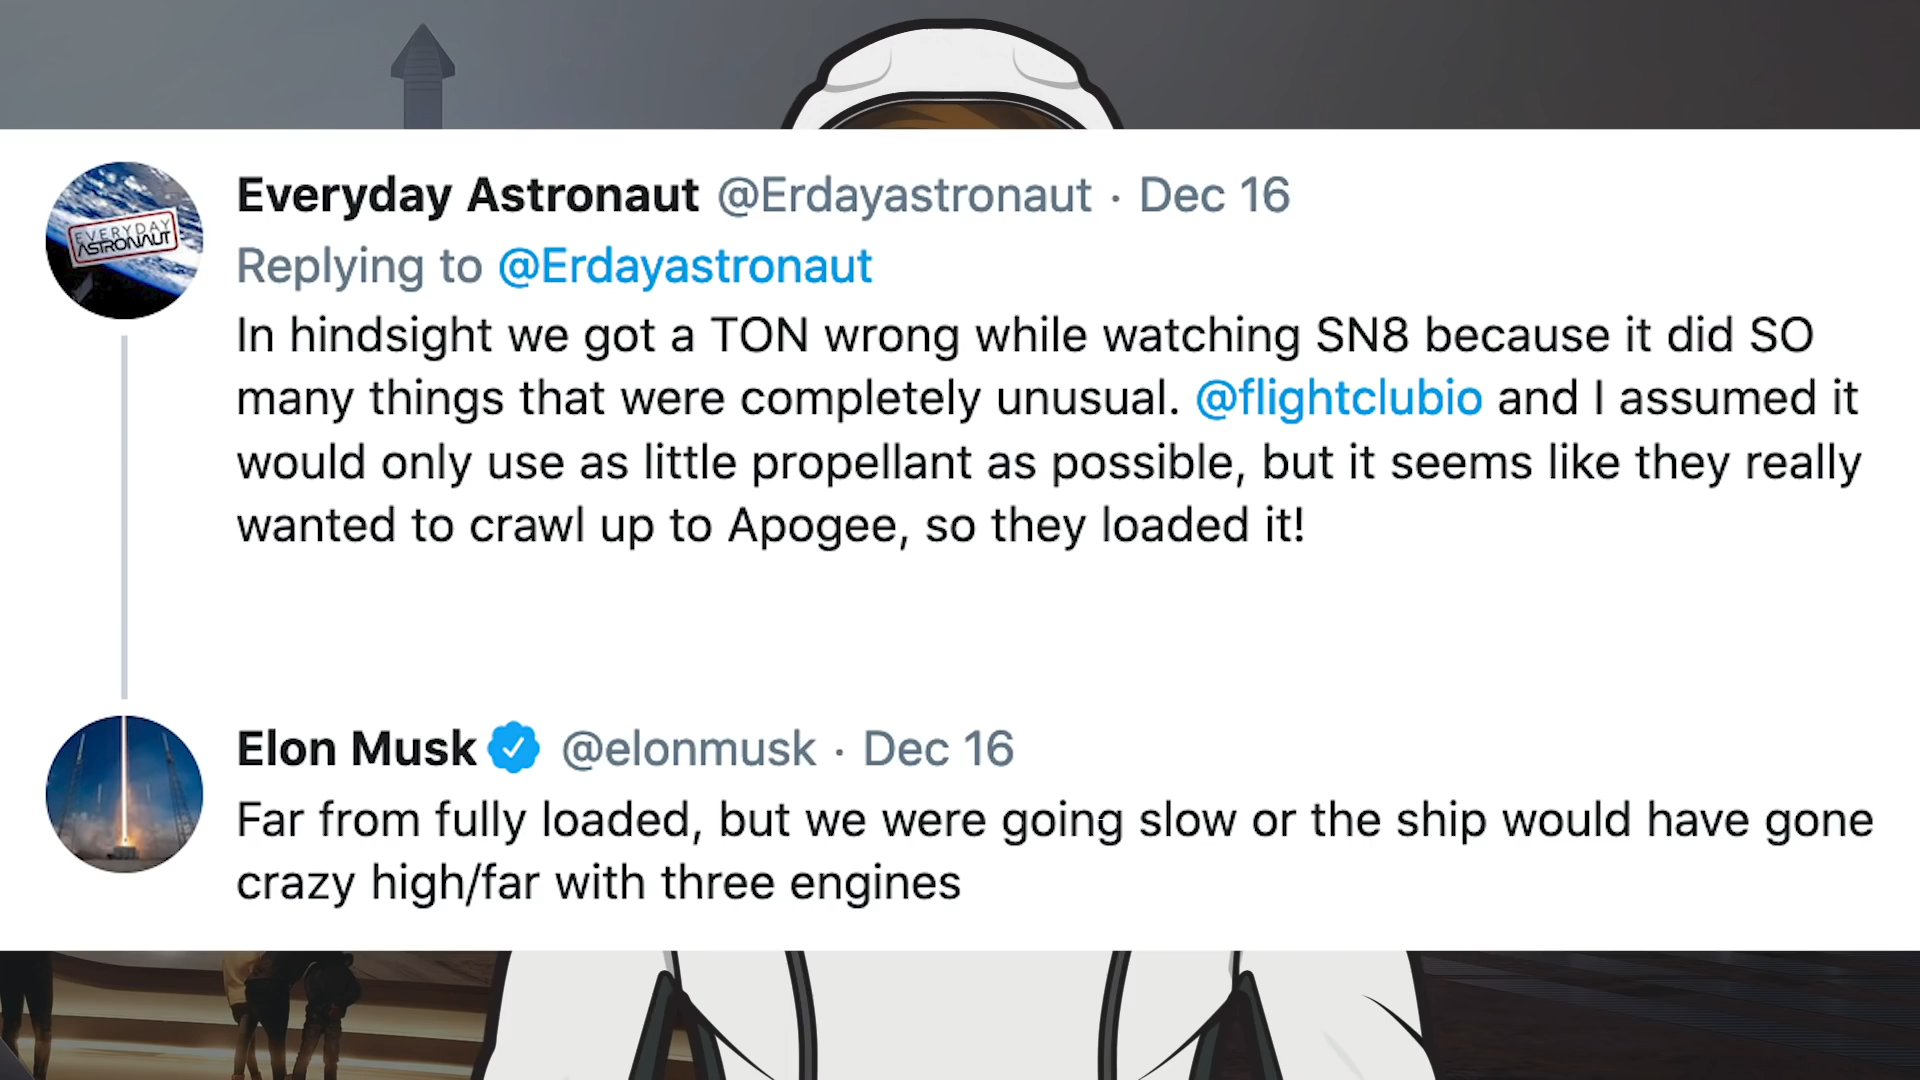 Everyday Astronaut @Erdayastronaut · Dec 16
EVERYDAY
ASTRONAUT
Replying to @Erdayastronaut
In hindsight we got a TON wrong while watching SN8 because it did SO
many things that were completely unusual. @flightclubio and I assumed it
would only use as little propellant as possible, but it seems like they really
wanted to crawl up to Apogee, so they loaded it!
Elon Musk @elonmusk · Dec 16
Far from fully loaded, but we were going slow or the ship would have gone
crazy high/far with three engines